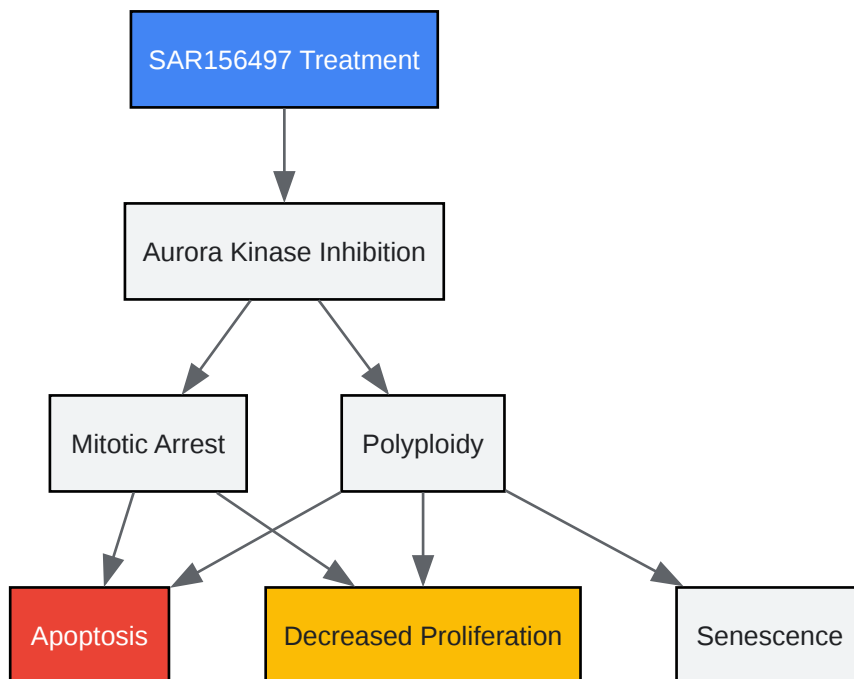 SAR156497 Treatment
Aurora Kinase Inhibition
Mitotic Arrest
Polyploidy
Apoptosis
Decreased Proliferation
Senescence